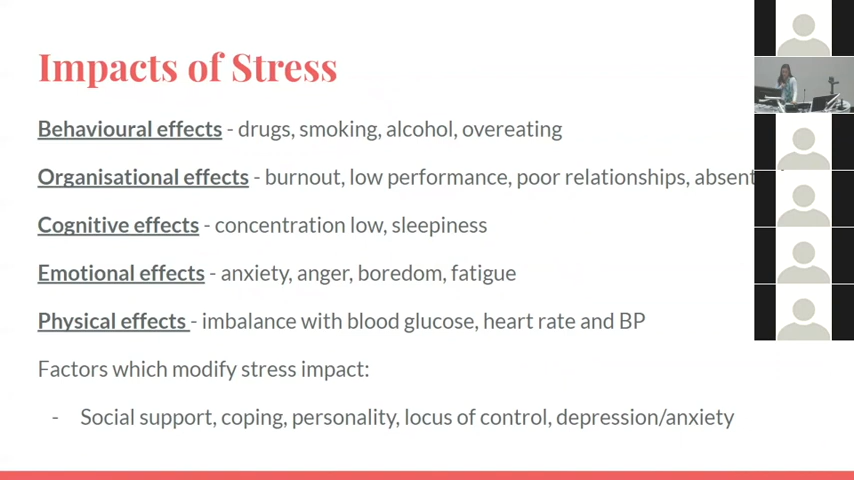 Impacts of Stress
Behavioural effects - drugs, smoking, alcohol, overeating
Organisational effects - burnout, low performance, poor relationships, absent
Cognitive effects - concentration low, sleepiness
Emotional effects - anxiety, anger, boredom, fatigue
Physical effects - imbalance with blood glucose, heart rate and BP
Factors which modify stress impact:
- Social support, coping, personality, locus of control, depression/anxiety